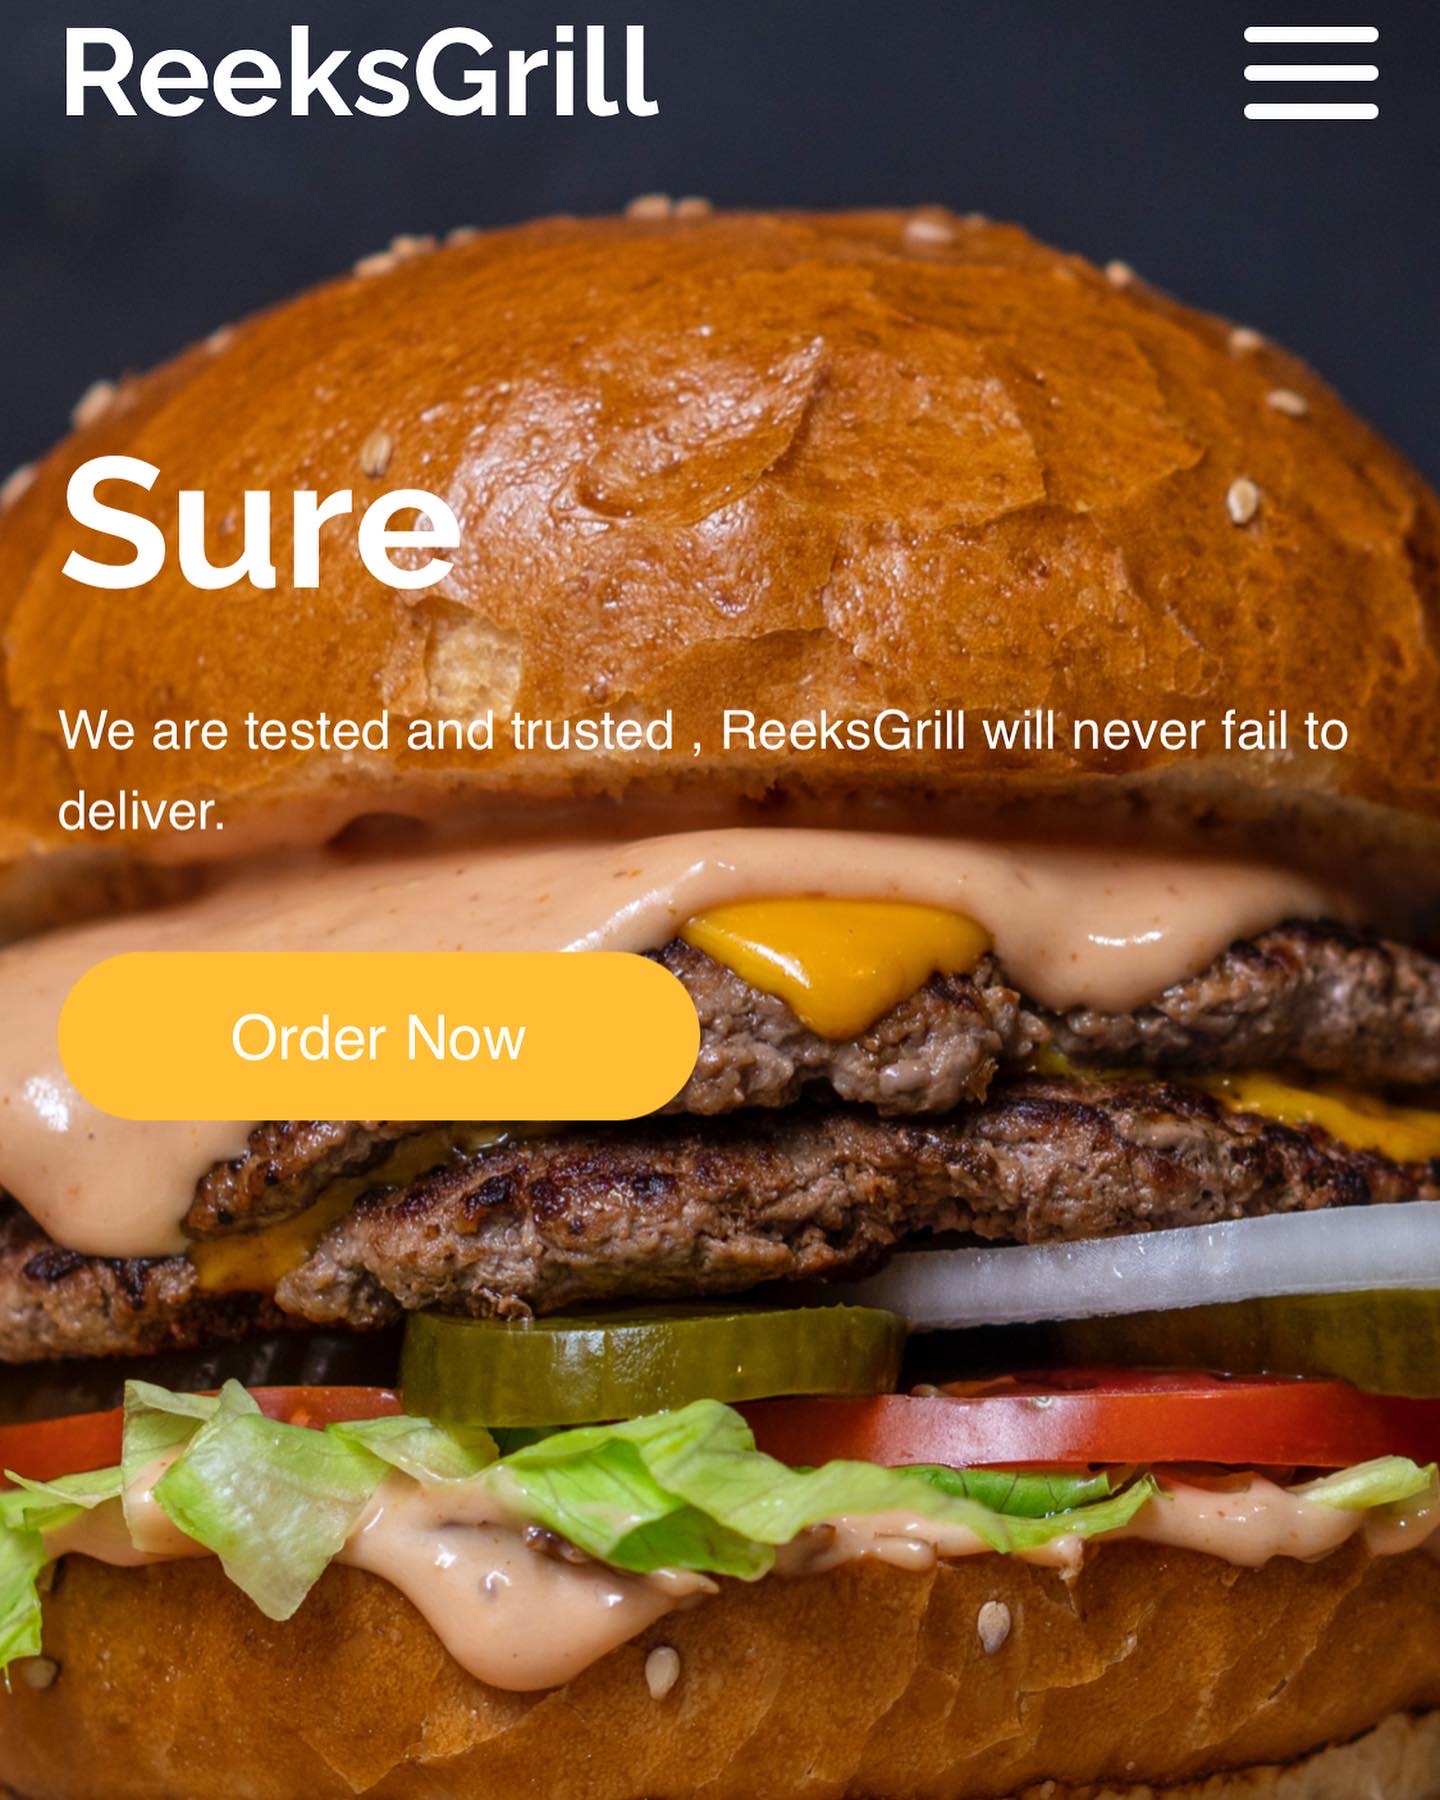 ReeksGrill
Sure
We are tested and trusted , ReeksGrill will never fail to
deliver.
Order Now